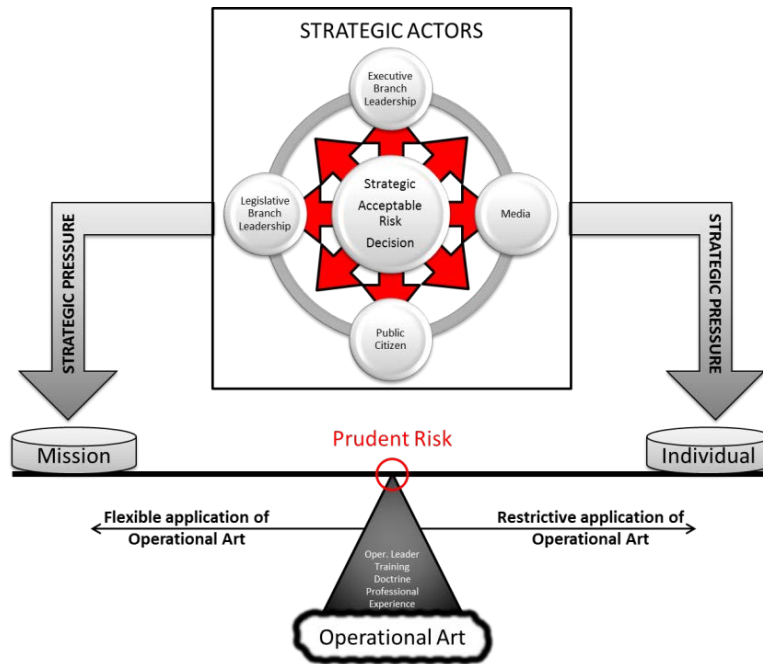 STRATEGIC ACTORS
Executive
Branch
Leadership
Legislative
Branch
Leadership
Strategic
Acceptable
Risk
Decision
Media
Public
Citizen
STRATEGIC PRESSURE
STRATEGIC PRESSURE
Mission
Prudent Risk
Individual
Flexible application of
Operational Art
Restrictive application of
Operational Art
Oper. Leader
Training
Doctrine
Professional
Experience
Operational Art